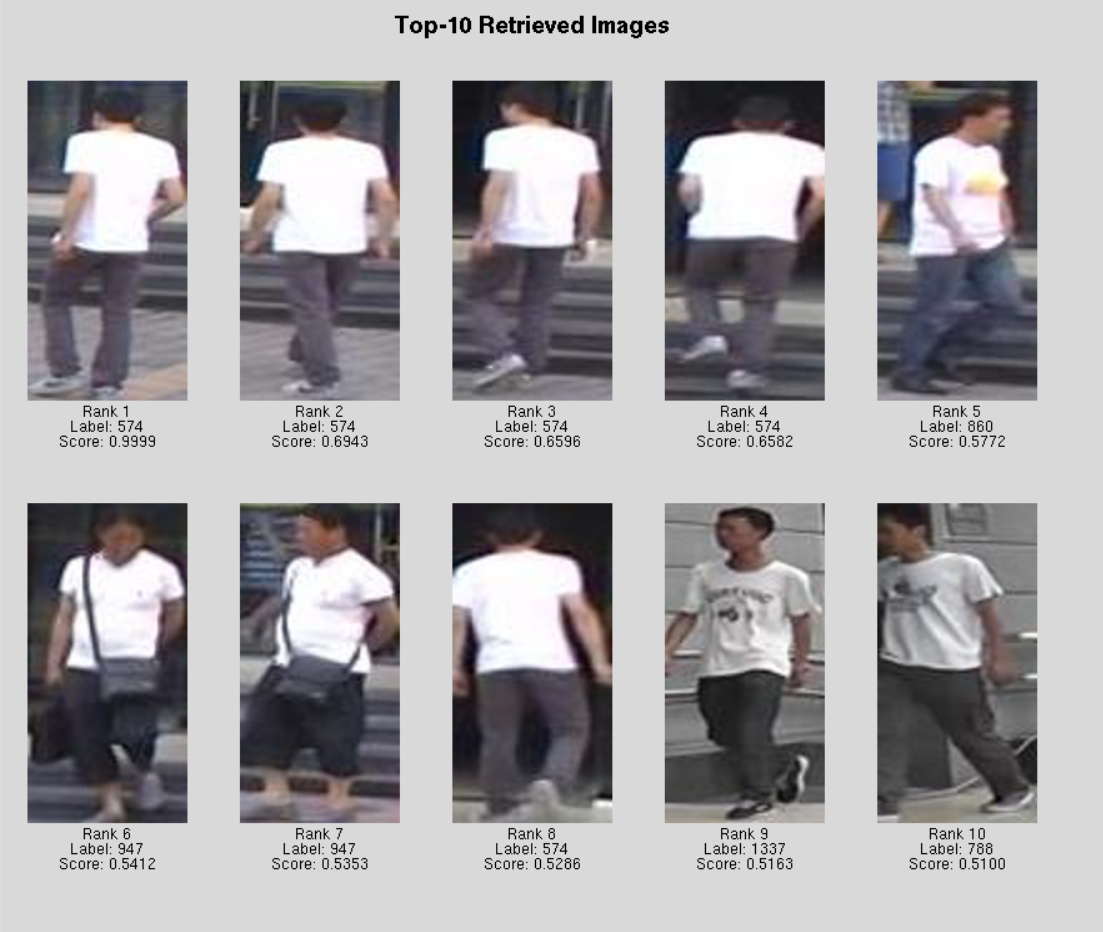 Top-10 Retrieved Images
Rank 1
Label: 574
Score: 0.9999
Rank 2
Label: 574
Score: 0.6943
Rank 3
Label: 574
Score: 0.6596
Rank 4
Label: 574
Score: 0.6582
Rank 5
Label: 860
Score: 0.5772
Rank 6
Label: 947
Score: 0.5412
Rank 7
Label: 947
Score: 0.5353
Rank 8
Label: 574
Score: 0.5286
Rank 9
Label: 1337
Score: 0.5163
Rank 10
Label: 788
Score: 0.5100